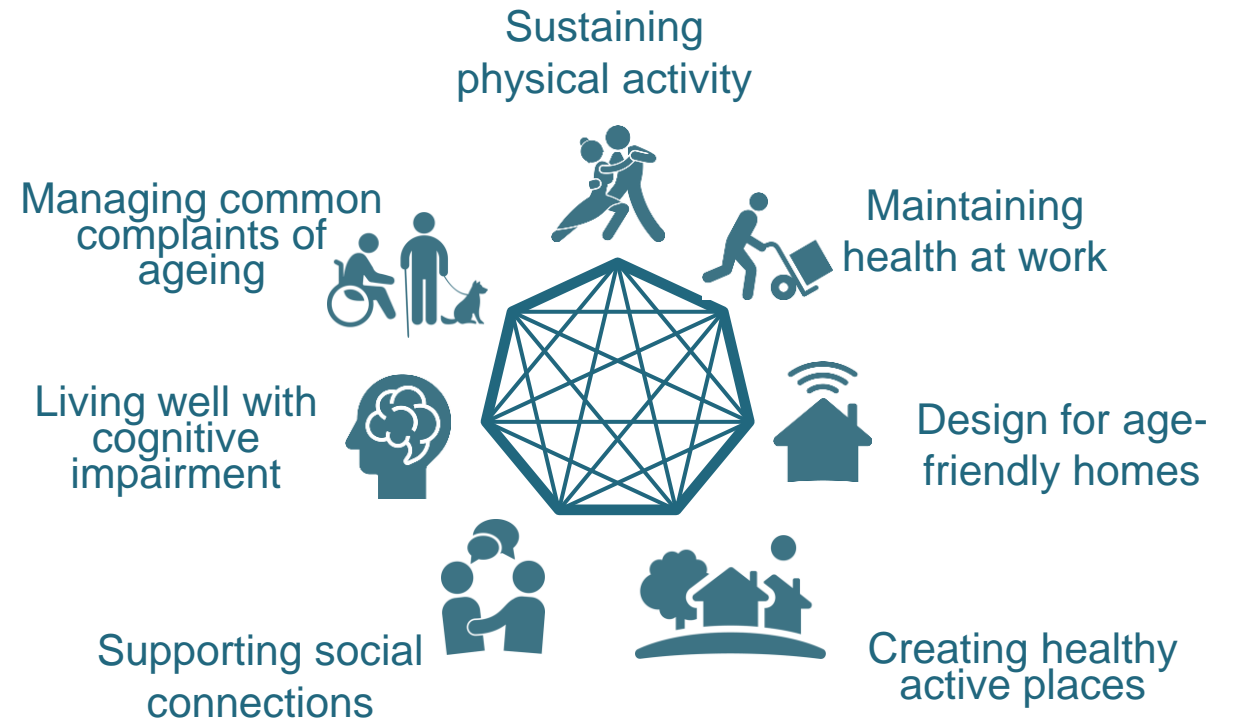 Sustaining
physical activity
Managing common
complaints of
ageing
Maintaining
health at work
Living well with
cognitive
impairment
Design for age-
friendly homes
Supporting social
connections
Creating healthy
active places